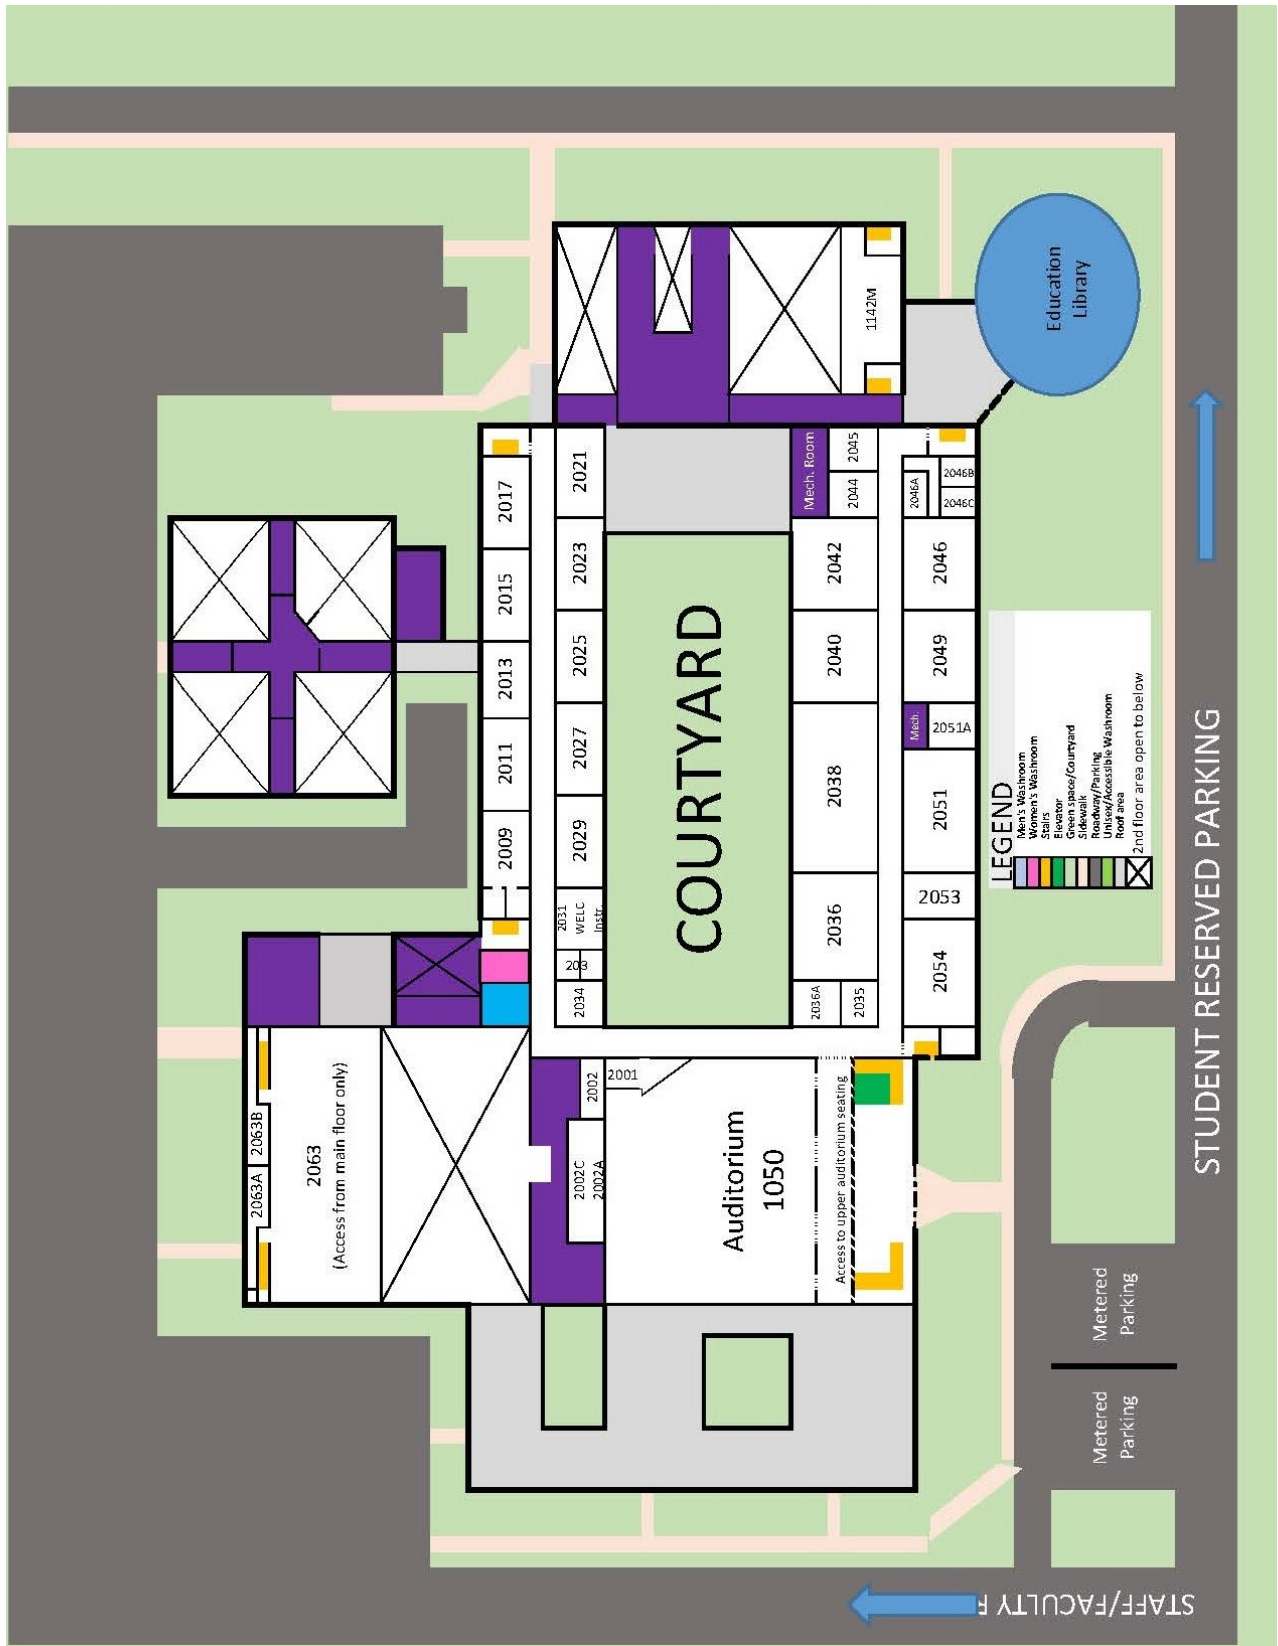 Education
Library
1142M
Mech. Room
2045
2044
2046A
2046B
2046C
2021
2017
2023
2015
2042
2046
2025
2013
2040
2049
2027
2011
2038
Mech.
2051A
2029
2009
2051
COURTYARD
2031
WELC
Instr.
203
2034
2036
2053
2036A
2035
2054
2063B
2063A
2063
(Access from main floor only)
2002
2001
2002C
2002A
Auditorium
1050
Access to upper auditorium seating
LEGEND
Men's Washroom
Women's Washroom
Stairs
Elevator
Green space/Courtyard
Sidewalk
Roadway/Parking
Unisex/Accessible Washroom
Roof area
2nd floor area open to below
STUDENT RESERVED PARKING
Metered
Parking
Metered
Parking
STAFF/FACULTY